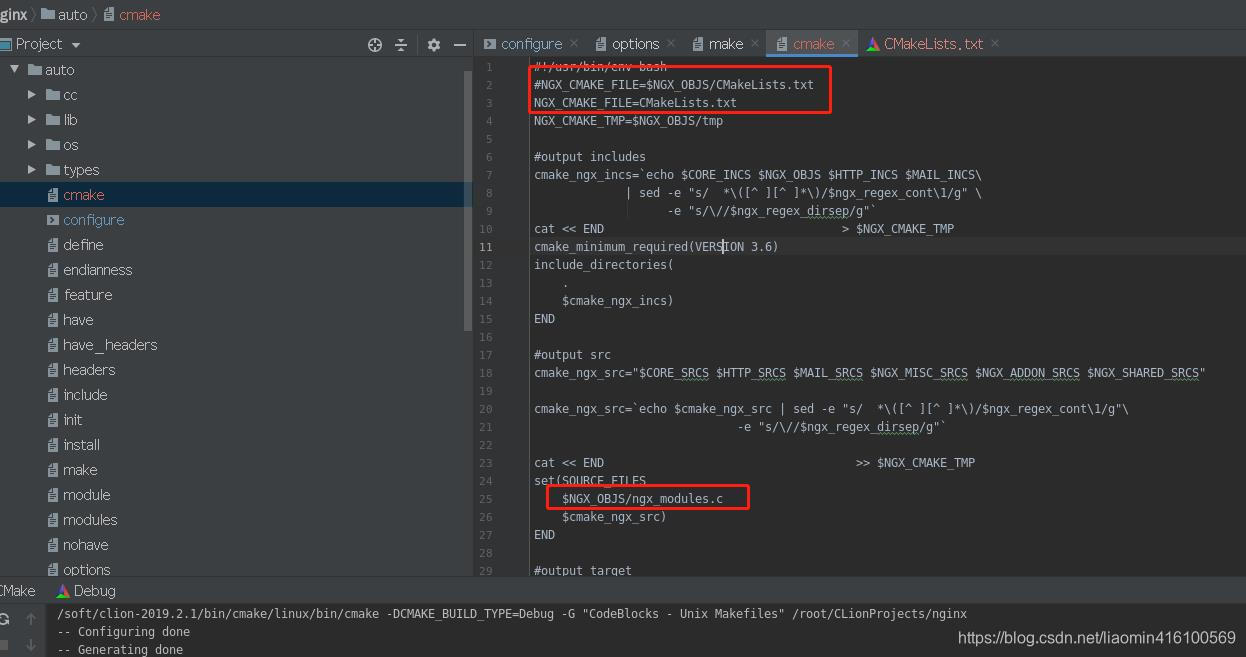 ginx auto cmake
Project
configure options make cmake CMakeLists.txt
auto
cc
lib
os
types
cmake
configure
define
endianness
feature
have
have_headers
headers
include
init
install
make
module
modules
nohave
options
1 #!/usr/bin/env bash
2 #NGX_CMAKE_FILE=$NGX_OBJS/CMakeLists.txt
3 NGX_CMAKE_FILE=CMakeLists.txt
4 NGX_CMAKE_TMP=$NGX_OBJS/tmp
5
6 #output includes
7 cmake_ngx_incs=`echo $CORE_INCS $NGX_OBJS $HTTP_INCS $MAIL_INCS\
8 | sed -e "s/  *\([^ ][^ ]*\)/$ngx_regex_cont\1/g" \
9 -e "s/\//$ngx_regex_dirsep/g"`
10 cat << END > $NGX_CMAKE_TMP
11 cmake_minimum_required(VERSION 3.6)
12 include_directories(
13 .
14 $cmake_ngx_incs)
15 END
16
17 #output src
18 cmake_ngx_src="$CORE_SRCS $HTTP_SRCS $MAIL_SRCS $NGX_MISC_SRCS $NGX_ADDON_SRCS $NGX_SHARED_SRCS"
19
20 cmake_ngx_src=`echo $cmake_ngx_src | sed -e "s/  *\([^ ][^ ]*\)/$ngx_regex_cont\1/g"\
21 -e "s/\//$ngx_regex_dirsep/g"`
22
23 cat << END >> $NGX_CMAKE_TMP
24 set(SOURCE_FILES
25 $NGX_OBJS/ngx_modules.c
26 $cmake_ngx_src)
27 END
28
29 #output target
CMake Debug
/soft/clion-2019.2.1/bin/cmake/linux/bin/cmake -DCMAKE_BUILD_TYPE=Debug -G "CodeBlocks - Unix Makefiles" /root/CLionProjects/nginx
-- Configuring done
-- Generating done
https://blog.csdn.net/liaomin416100569